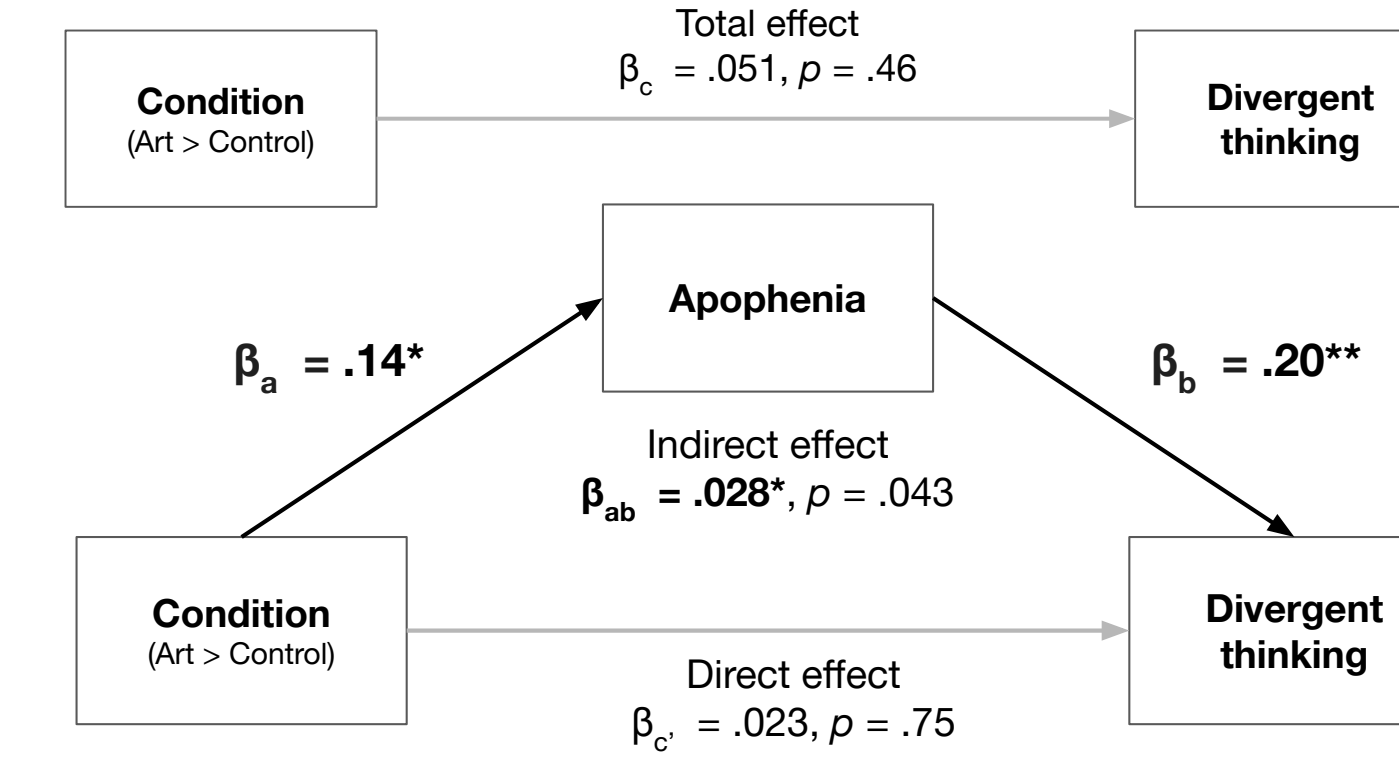 Total effect
βc = .051, p = .46
Condition
(Art > Control)
Divergent
thinking
Apophenia
βa = .14*
βb = .20**
Indirect effect
βab = .028*, p = .043
Condition
(Art > Control)
Divergent
thinking
Direct effect
βc’ = .023, p = .75